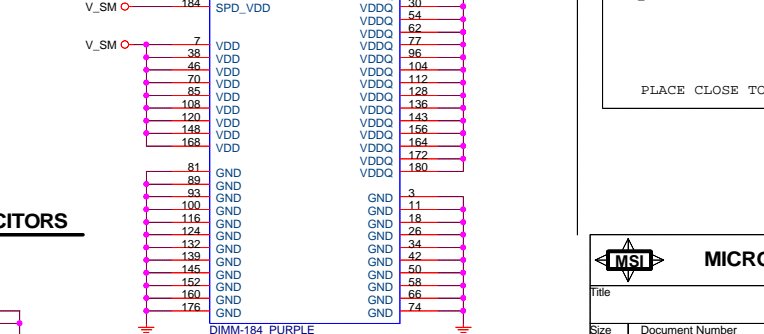 V_SM 184 SPD_VDD
VDDQ 30
VDDQ 54
VDDQ 62
V_SM 7 VDD
VDDQ 77
38 VDD
VDDQ 96
46 VDD
VDDQ 104
70 VDD
VDDQ 112
85 VDD
VDDQ 128
108 VDD
VDDQ 136
120 VDD
VDDQ 143
148 VDD
VDDQ 156
168 VDD
VDDQ 164
VDDQ 172
VDDQ 180
81 GND
89 GND
93 GND
100 GND
116 GND
124 GND
132 GND
139 GND
145 GND
152 GND
160 GND
176 GND
GND 3
GND 11
GND 18
GND 26
GND 34
GND 42
GND 50
GND 58
GND 66
GND 74
DIMM-184_PURPLE
CITORS
PLACE CLOSE TO
MSI
MICRO
Title
Size
Document Number